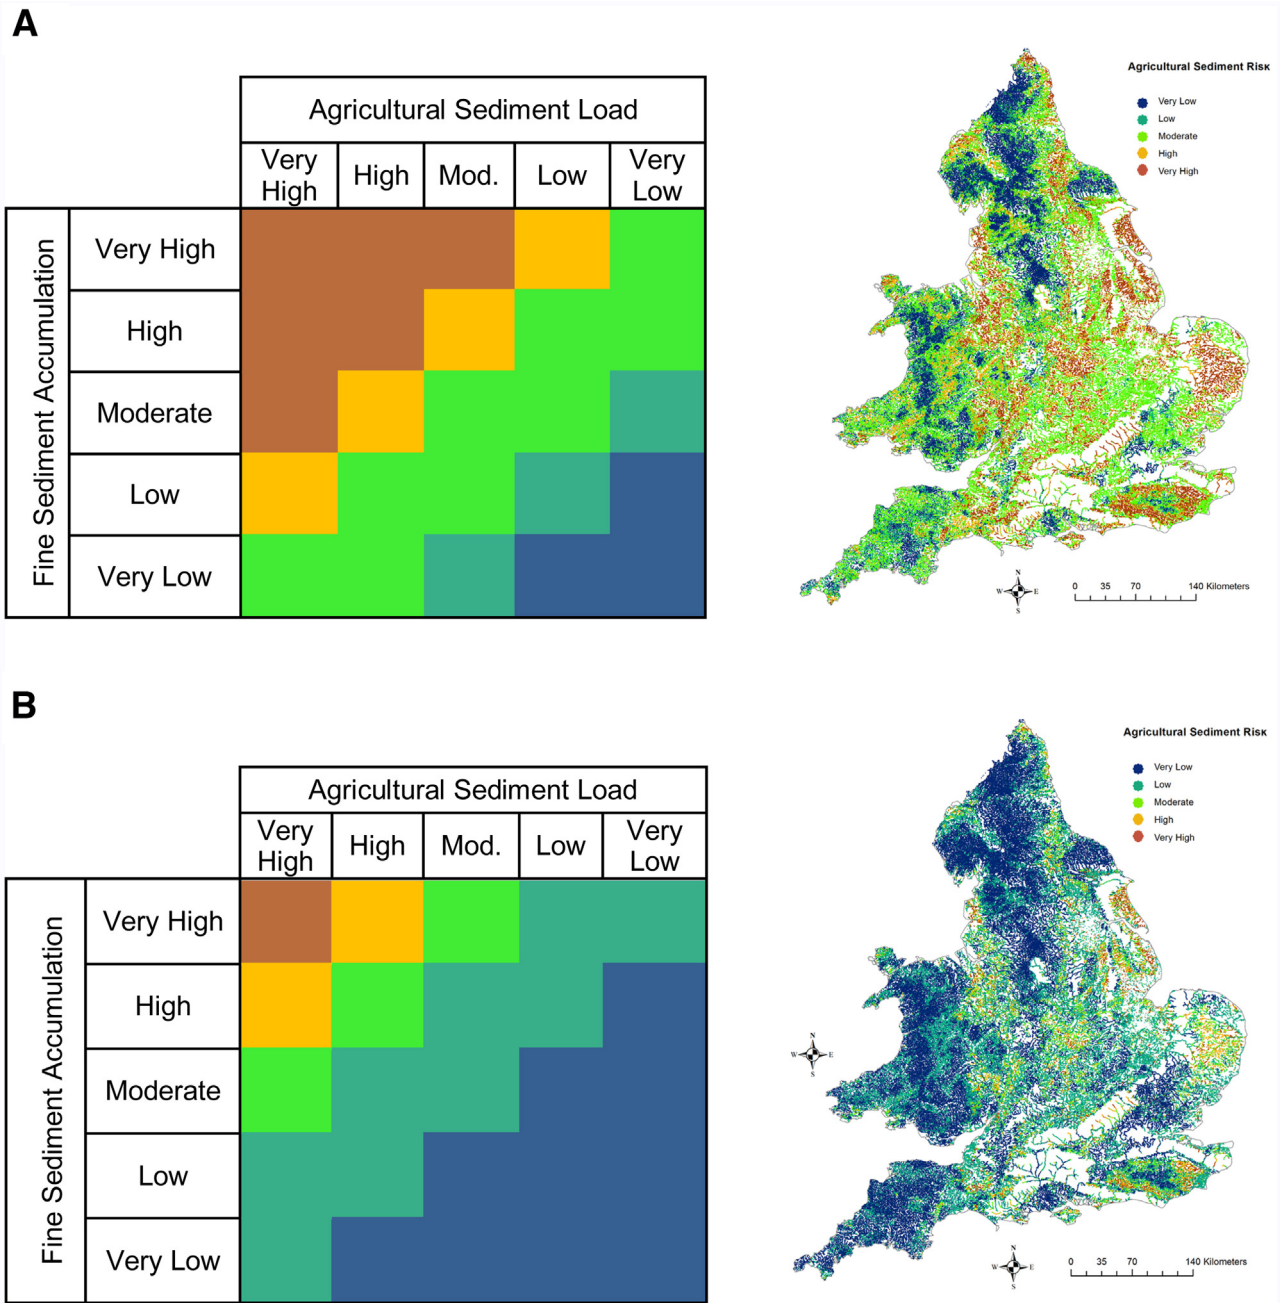 A
Agricultural Sediment Load
Very
High
High
Mod.
Low
Very
Low
Fine Sediment Accumulation
Very High
High
Moderate
Low
Very Low
Agricultural Sediment Risk
Very Low
Low
Moderate
High
Very High
N
W
E
S
0 35 70 140 Kilometers
B
Agricultural Sediment Load
Very
High
High
Mod.
Low
Very
Low
Fine Sediment Accumulation
Very High
High
Moderate
Low
Very Low
Agricultural Sediment Risk
Very Low
Low
Moderate
High
Very High
N
W
E
S
N
W
E
S
0 35 70 140 Kilometers